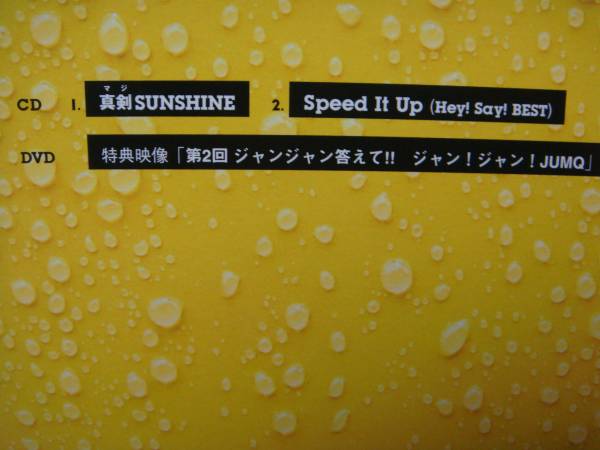 マジ
CD 1. 真剣SUNSHINE 2. Speed It Up (Hey! Say! BEST)
DVD 特典映像「第2回 ジャンジャン答えて!! ジャン！ジャン！JUMQ」